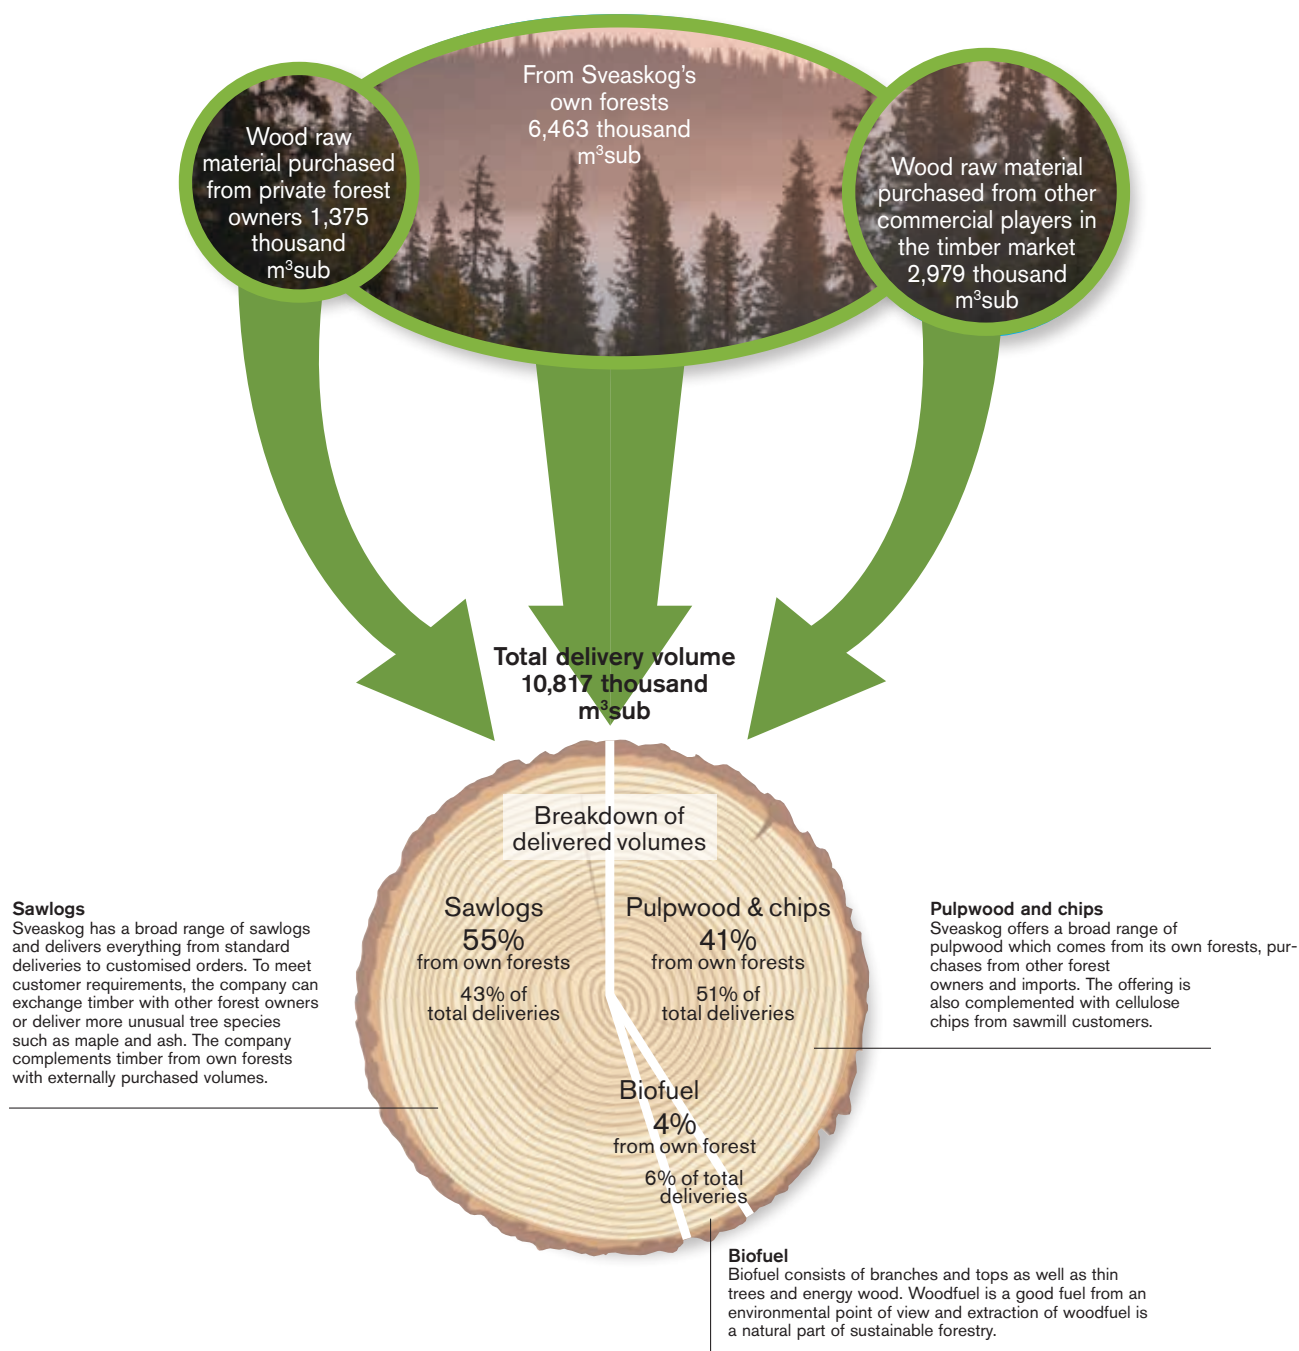 From Sveaskog's
own forests
6,463 thousand
m³sub
Wood raw
material purchased
from private forest
owners 1,375
thousand
m³sub
Wood raw material
purchased from other
commercial players in
the timber market
2,979 thousand
m³sub
Total delivery volume
10,817 thousand
m³sub
Breakdown of
delivered volumes
Sawlogs
55%
from own forests
43% of
total deliveries
Pulpwood & chips
41%
from own forests
51% of
total deliveries
Biofuel
4%
from own forest
6% of total
deliveries
Sawlogs
Sveaskog has a broad range of sawlogs
and delivers everything from standard
deliveries to customised orders. To meet
customer requirements, the company can
exchange timber with other forest owners
or deliver more unusual tree species
such as maple and ash. The company
complements timber from own forests
with externally purchased volumes.
Pulpwood and chips
Sveaskog offers a broad range of
pulpwood which comes from its own forests, pur-
chases from other forest
owners and imports. The offering is
also complemented with cellulose
chips from sawmill customers.
Biofuel
Biofuel consists of branches and tops as well as thin
trees and energy wood. Woodfuel is a good fuel from an
environmental point of view and extraction of woodfuel is
a natural part of sustainable forestry.